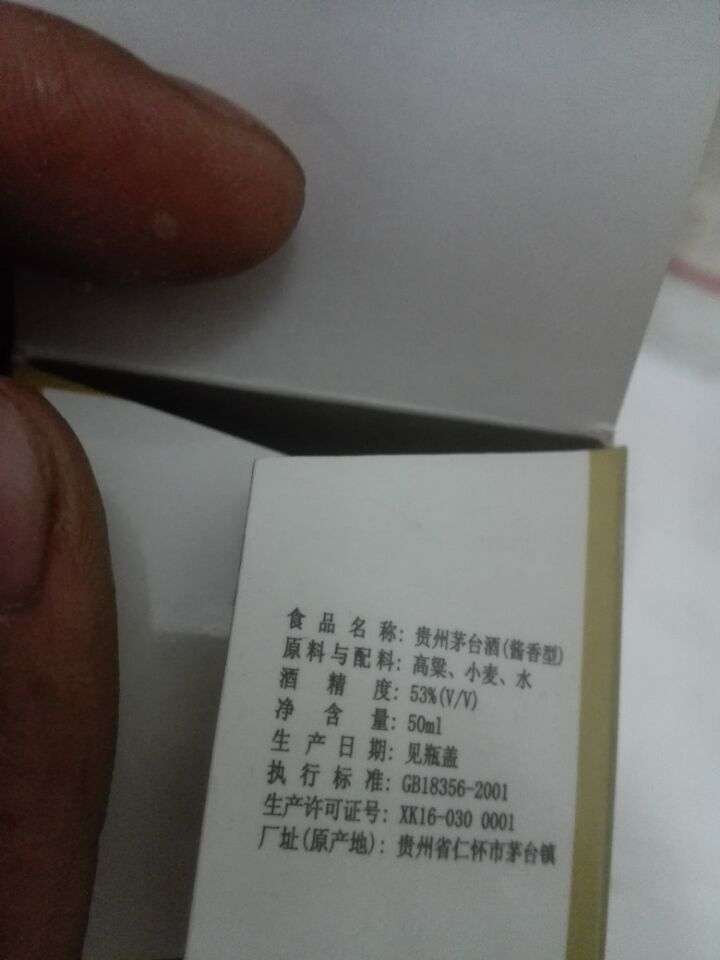 食品名称: 贵州茅台酒(酱香型)
原料与配料: 高粱、小麦、水
酒精度: 53%(V/V)
净含量: 50ml
生产日期: 见瓶盖
执行标准: GB18356-2001
生产许可证号: XK16-030 0001
厂址(原产地): 贵州省仁怀市茅台镇